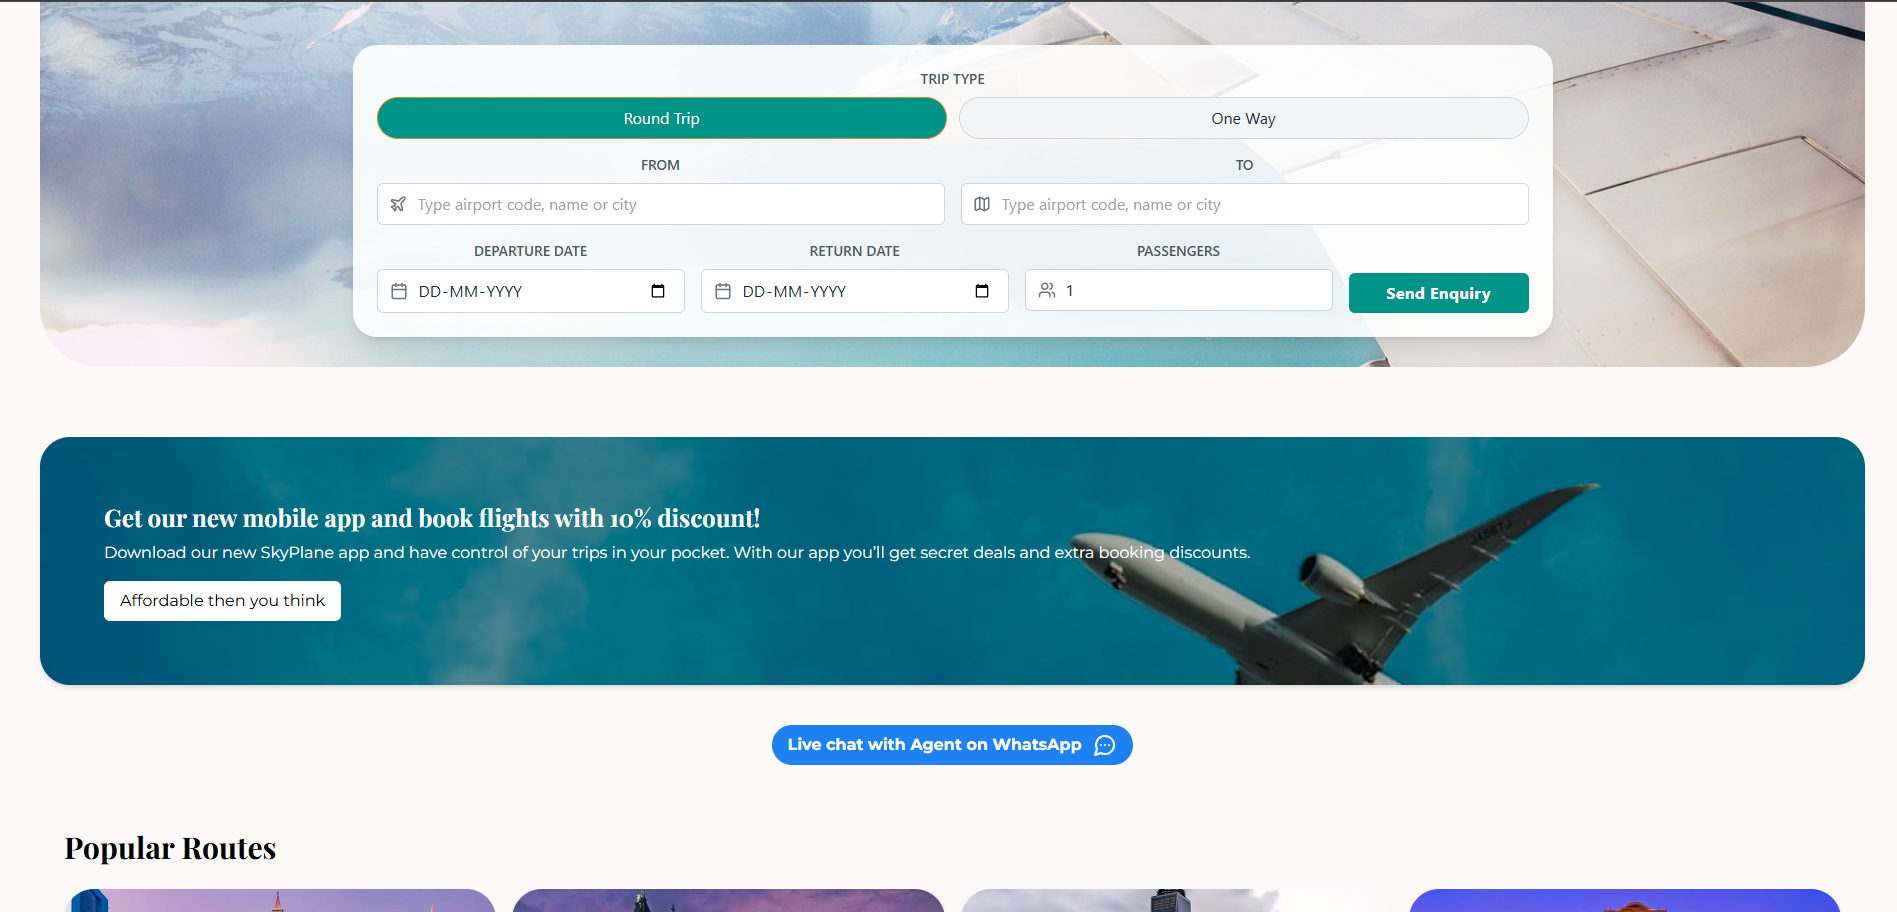 TRIP TYPE
Round Trip
One Way
FROM
TO
Type airport code, name or city
Type airport code, name or city
DEPARTURE DATE
RETURN DATE
PASSENGERS
DD-MM-YYYY
DD-MM-YYYY
1
Send Enquiry
Get our new mobile app and book flights with 10% discount!
Download our new SkyPlane app and have control of your trips in your pocket. With our app you’ll get secret deals and extra booking discounts.
Affordable then you think
Live chat with Agent on WhatsApp
Popular Routes